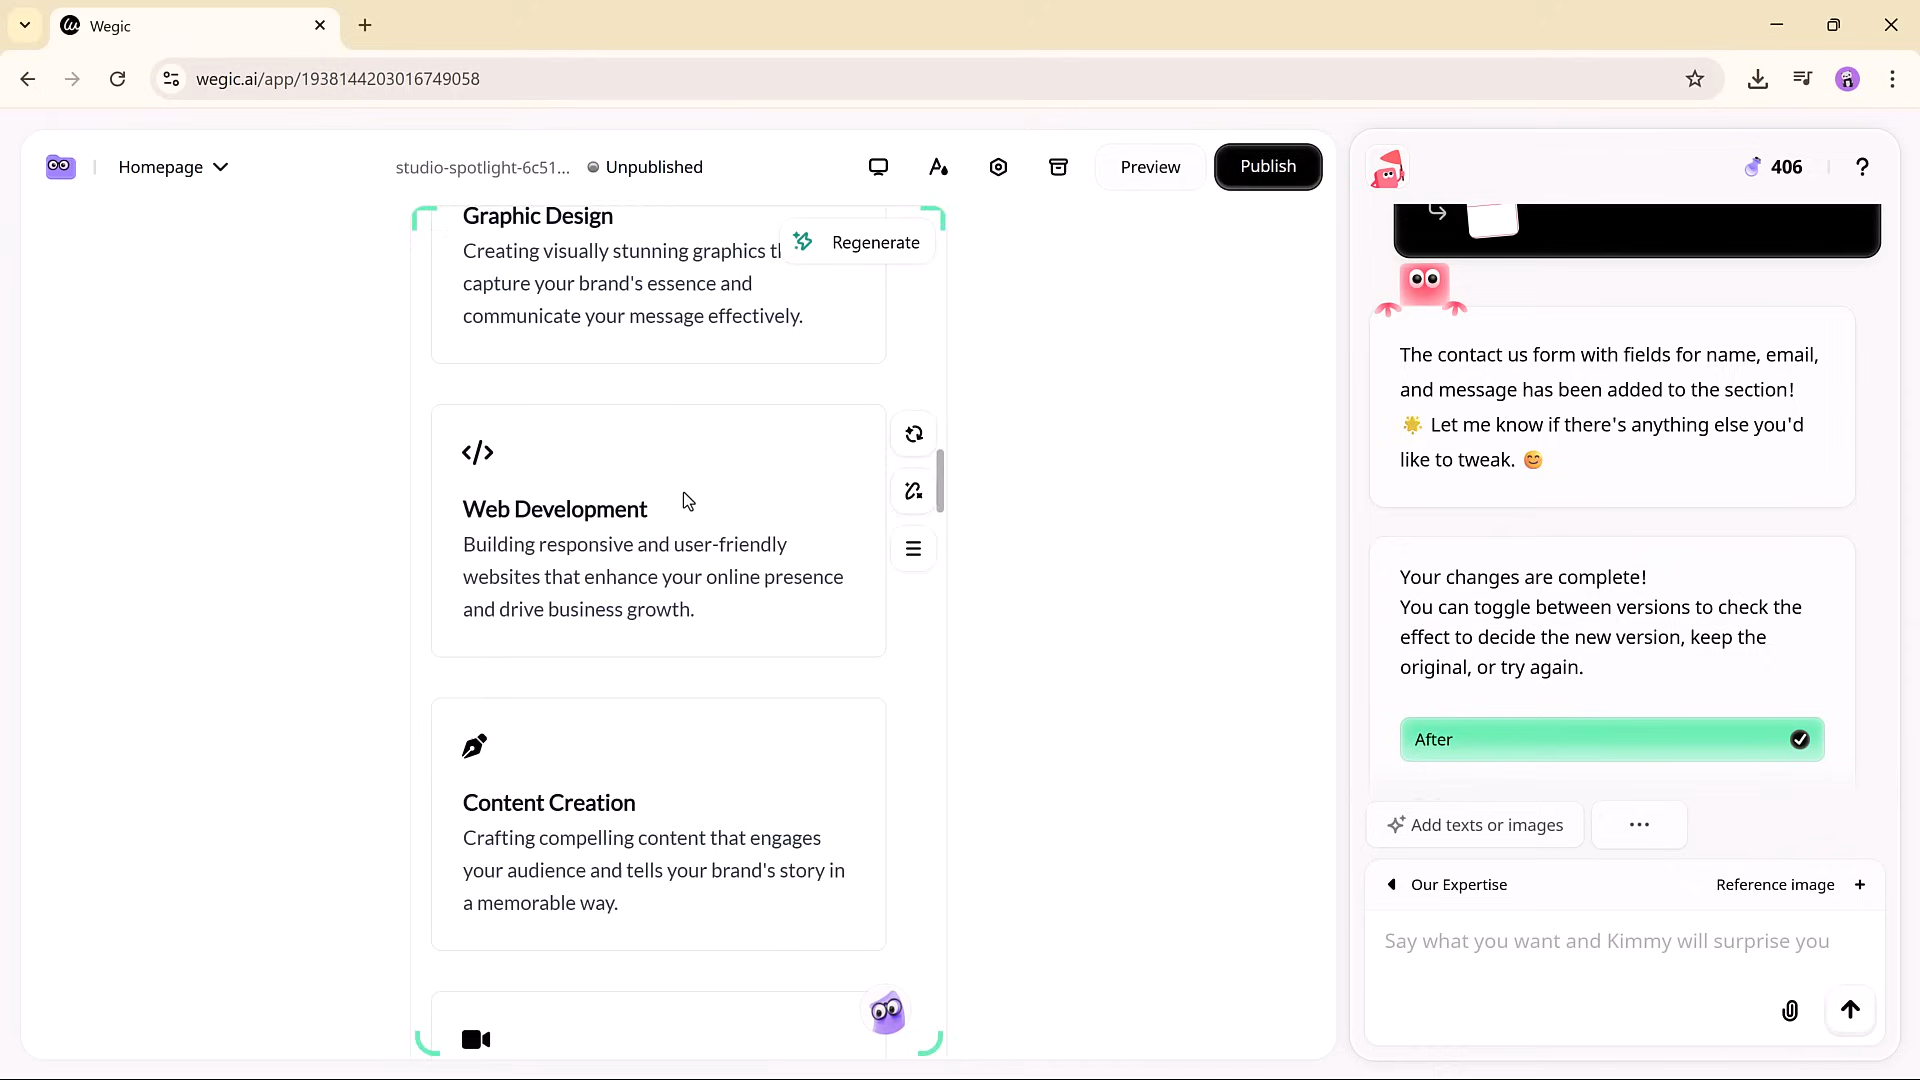 Wegic
wegic.ai/app/1938144203016749058
Homepage
studio-spotlight-6c51...
Unpublished
Preview
Publish
406
?
Graphic Design
Regenerate
Creating visually stunning graphics tl
capture your brand's essence and
communicate your message effectively.
</>
Web Development
Building responsive and user-friendly
websites that enhance your online presence
and drive business growth.
Content Creation
Crafting compelling content that engages
your audience and tells your brand's story in
a memorable way.
The contact us form with fields for name, email,
and message has been added to the section!
🌟 Let me know if there's anything else you'd
like to tweak. 😊
Your changes are complete!
You can toggle between versions to check the
effect to decide the new version, keep the
original, or try again.
After
Add texts or images
...
Our Expertise
Reference image +
Say what you want and Kimmy will surprise you